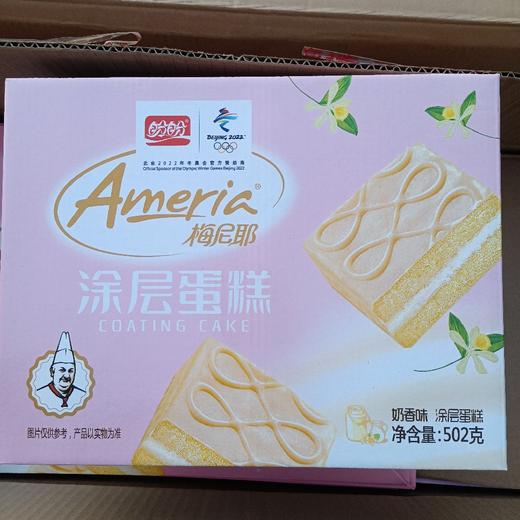 盼盼
BEIJING 2022
北京2022年冬奥会官方赞助商
Official Sponsor of the Olympic Winter Games Beijing 2022
Ameria®
梅尼耶
涂层蛋糕
COATING CAKE
图片仅供参考，产品以实物为准
奶香味 涂层蛋糕
净含量:502克